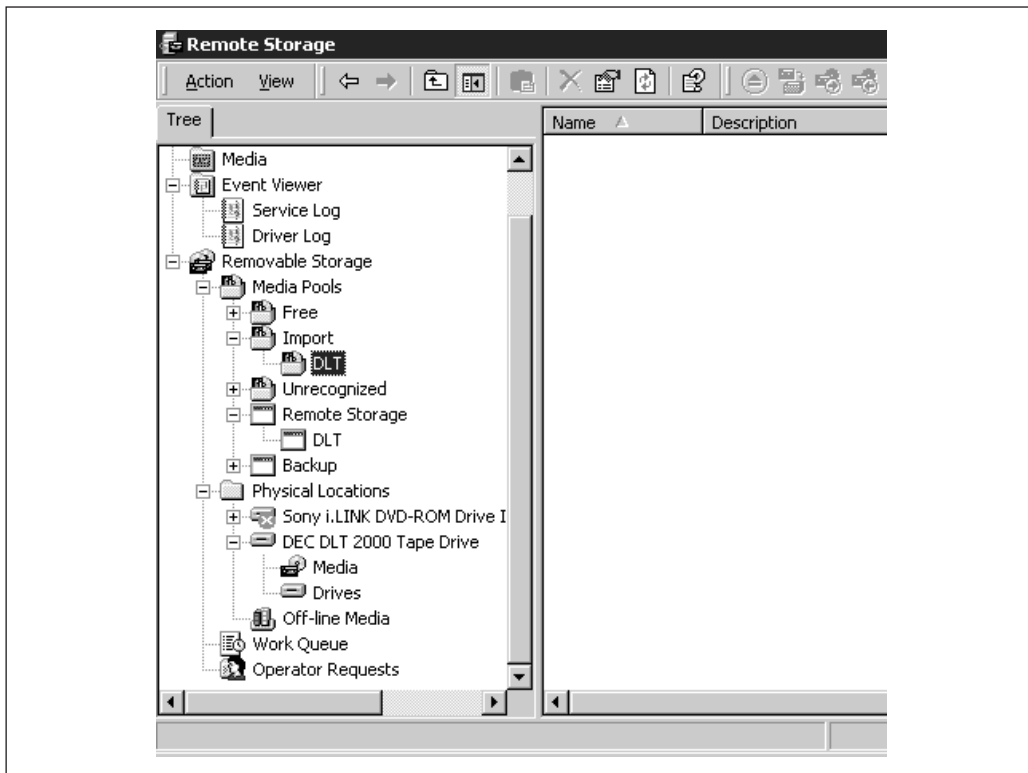 Remote Storage
Action View
Tree
Name Description
Media
Event Viewer
Service Log
Driver Log
Removable Storage
Media Pools
Free
Import
DLT
Unrecognized
Remote Storage
DLT
Backup
Physical Locations
Sony i.LINK DVD-ROM Drive I
DEC DLT 2000 Tape Drive
Media
Drives
Off-line Media
Work Queue
Operator Requests